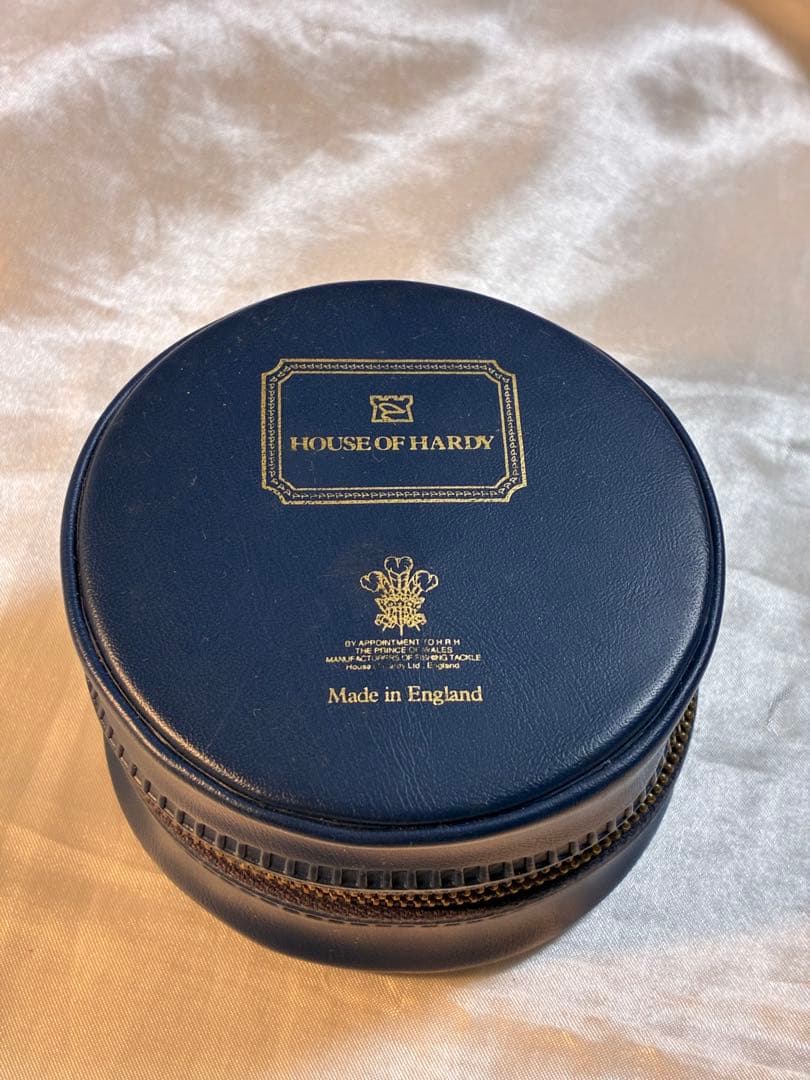 HOUSE OF HARDY
BY APPOINTMENT TO H R H
THE PRINCE OF WALES
MANUFACTURERS OF FISHING TACKLE
House Hardy Ltd. England
Made in England